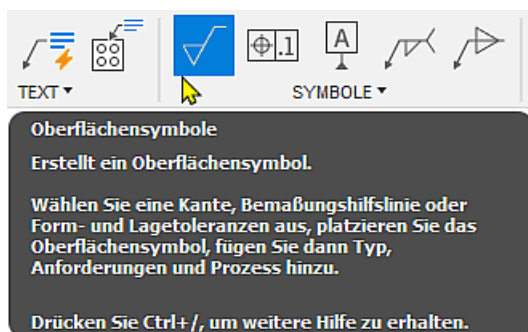 .1 A
TEXT ▾ SYMBOLE ▾
Oberflächensymbole
Erstellt ein Oberflächensymbol.
Wählen Sie eine Kante, Bemaßungshilfslinie oder
Form- und Lagetoleranzen aus, platzieren Sie das
Oberflächensymbol, fügen Sie dann Typ,
Anforderungen und Prozess hinzu.
Drücken Sie Ctrl+/, um weitere Hilfe zu erhalten.